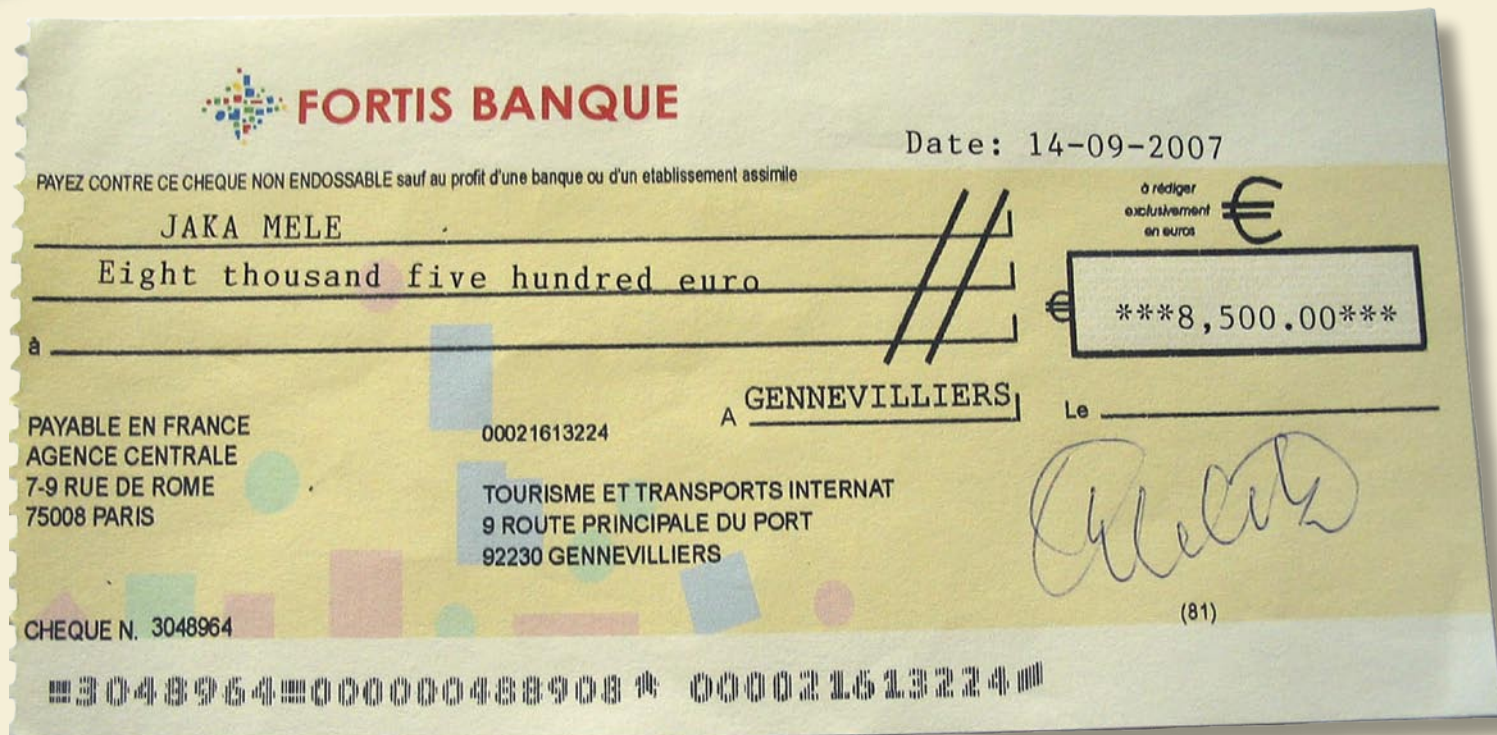 FORTIS BANQUE
Date: 14-09-2007
PAYEZ CONTRE CE CHEQUE NON ENDOSSABLE sauf au profit d'une banque ou d'un etablissement assimile
à rédiger
exclusivement
en euros
€
JAKA MELE
Eight thousand five hundred euro
€ ***8,500.00***
à
A GENNEVILLIERS
Le
PAYABLE EN FRANCE
AGENCE CENTRALE
7-9 RUE DE ROME
75008 PARIS
00021613224
TOURISME ET TRANSPORTS INTERNAT
9 ROUTE PRINCIPALE DU PORT
92230 GENNEVILLIERS
(81)
CHEQUE N. 3048964
3048964 000000488908 00021613224